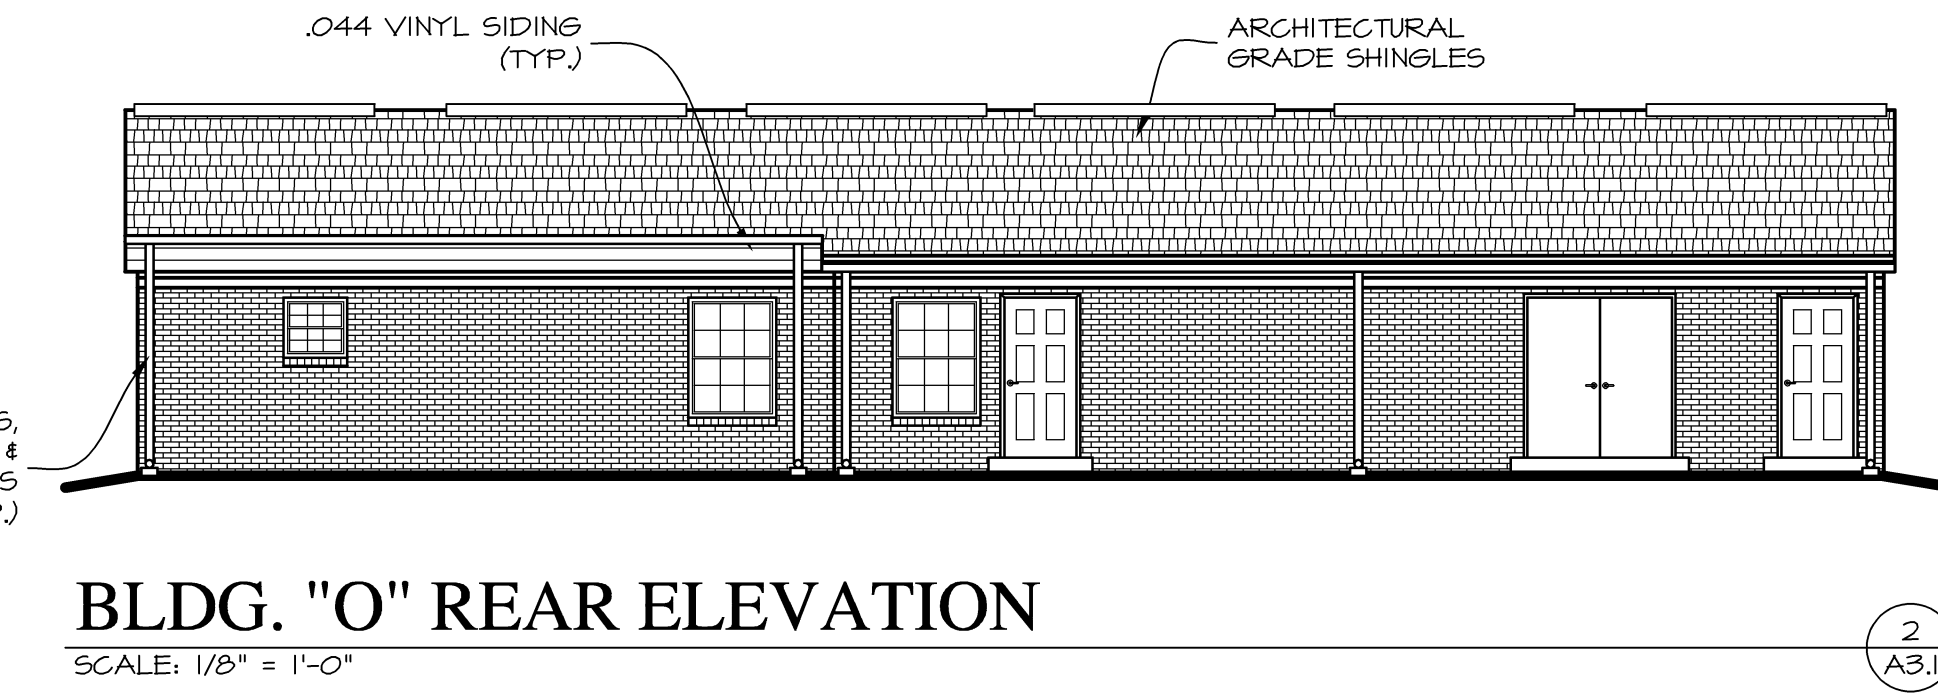 .044 VINYL SIDING
(TYP.)
ARCHITECTURAL
GRADE SHINGLES
&
BLDG. "O" REAR ELEVATION
SCALE: 1/8" = 1'-0"
2
A3.1